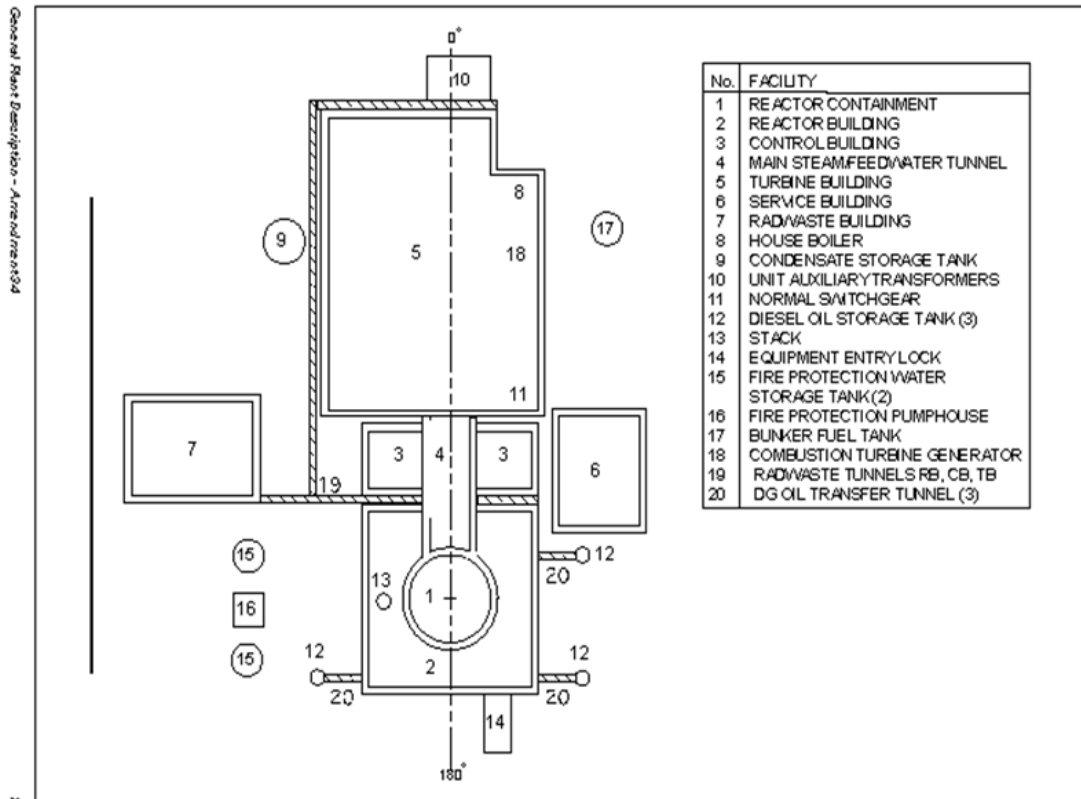 General Plant Description - Amendment 34
0°
10
8
17
9
5
18
11
7
3
4
3
6
19
15
12
20
13
1
16
12
12
15
2
20
20
14
180°
No. FACILITY
1 REACTOR CONTAINMENT
2 REACTOR BUILDING
3 CONTROL BUILDING
4 MAIN STEAM/FEEDWATER TUNNEL
5 TURBINE BUILDING
6 SERVICE BUILDING
7 RADWASTE BUILDING
8 HOUSE BOILER
9 CONDENSATE STORAGE TANK
10 UNIT AUXILIARY TRANSFORMERS
11 NORMAL SWITCHGEAR
12 DIESEL OIL STORAGE TANK (3)
13 STACK
14 EQUIPMENT ENTRY LOCK
15 FIRE PROTECTION WATER
STORAGE TANK (2)
16 FIRE PROTECTION PUMPHOUSE
17 BUNKER FUEL TANK
18 COMBUSTION TURBINE GENERATOR
19 RADWASTE TUNNELS RB, CB, TB
20 DG OIL TRANSFER TUNNEL (3)